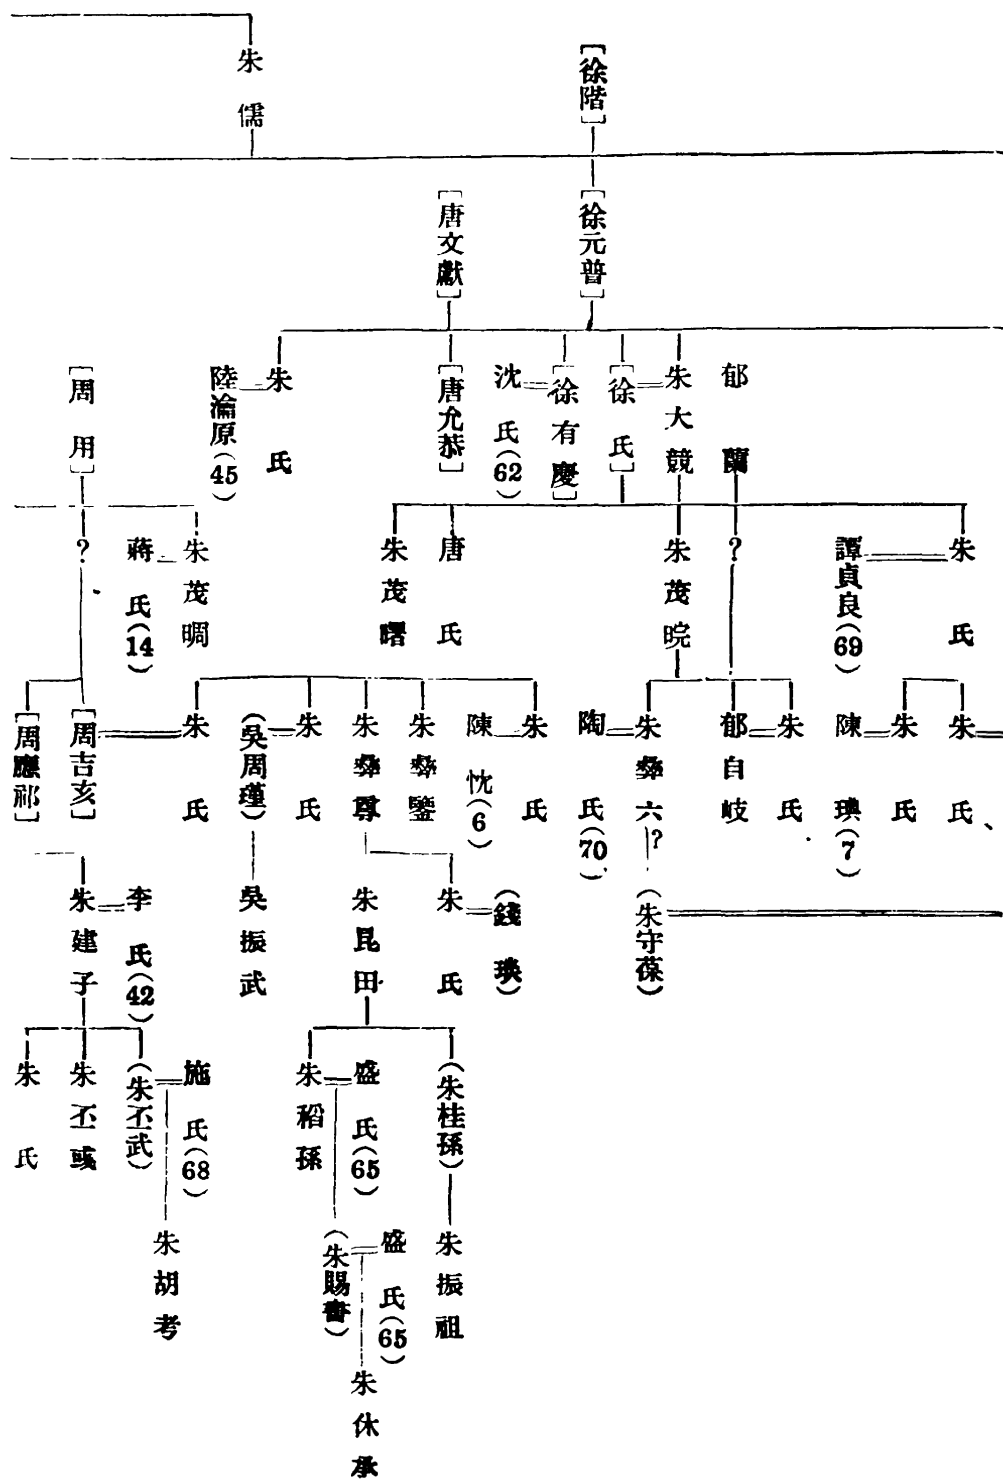 朱儒
[徐階]
[唐文獻]
[徐元普]
[周用]
陸瀹原(45)
朱氏
[唐允恭]
沈氏(62)
[徐有慶]
[徐氏]
朱大競
郁蘭
?
蔣氏(14)
朱茂晭
朱茂曙
唐氏
朱茂晥
?
譚貞良(69)
朱氏
[周應祁]
[周吉亥]
朱氏
(吳周瑾)
朱氏
朱彝尊
朱彝鑒
陳忱(6)
朱氏
陶氏(70)
朱彝六
?
郁自岐
朱氏
陳㻞(7)
朱氏
朱氏
朱建子
李氏(42)
吳振武
朱昆田
朱氏
(錢瑛)
(朱守葆)
朱氏
朱丕或
(朱丕武)
施氏(68)
朱稻孫
盛氏(65)
(朱桂孫)
朱胡考
(朱賜書)
盛氏(65)
朱振祖
朱休承